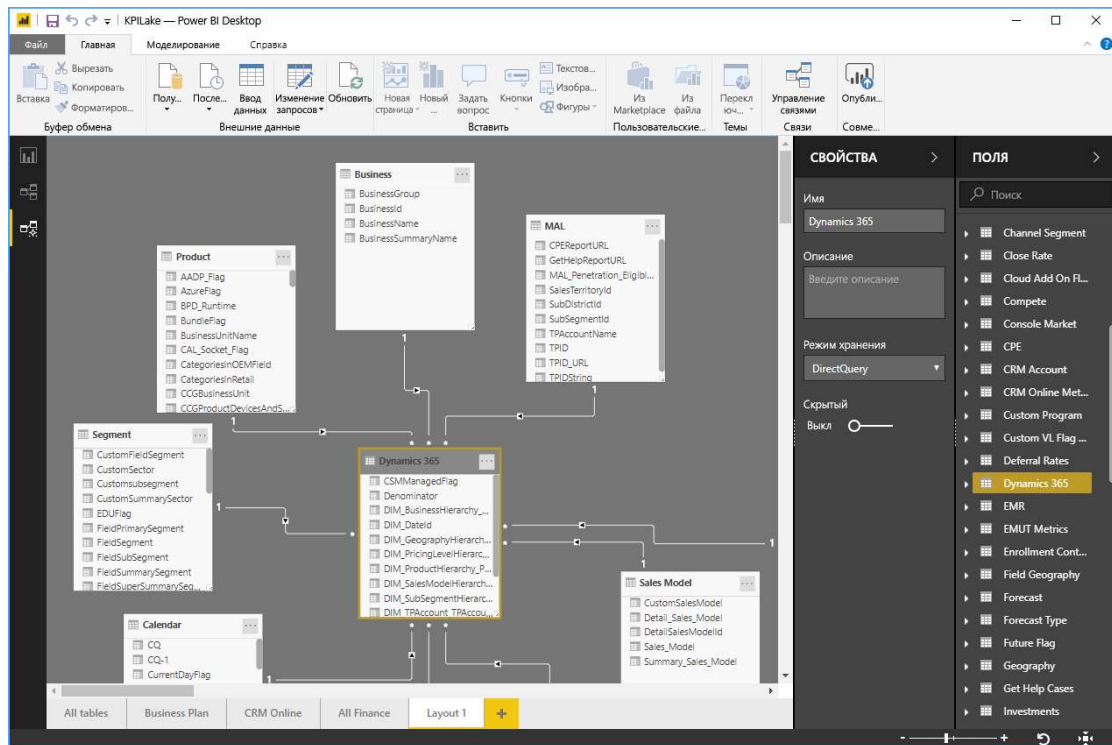 KPILake — Power BI Desktop
Файл
Главная
Моделирование
Справка
Вставка
Вырезать
Копировать
Форматиров...
Буфер обмена
Полу...
После...
Ввод данных
Изменение запросов
Обновить
Внешние данные
Новая страница
Новый ...
Задать вопрос
Кнопки
Текстов...
Изобра...
Фигуры
Вставить
Из Marketplace
Из файла
Пользовательские...
Перекл юч...
Темы
Управление связями
Связи
Опубли...
Совме...
Business
BusinessGroup
BusinessId
BusinessName
BusinessSummaryName
MAL
CPEReportURL
GetHelpReportURL
MAL_Penetration_Eligibl...
SalesTerritoryId
SubDistrictId
SubSegmentId
TPAccountName
TPID
TPID_URL
TPIDString
Product
AADP_Flag
AzureFlag
BPD_Runtime
BundleFlag
BusinessUnitName
CAL_Socket_Flag
CategoriesInOEMField
CategoriesInRetail
CCGBusinessUnit
CCGProductDevicesAndS...
1
1
1
Segment
CustomFieldSegment
CustomSector
Customsubsegment
CustomSummarySector
EDUFlag
FieldPrimarySegment
FieldSegment
FieldSubSegment
FieldSummarySegment
FieldSuperSummarySeg...
1
Dynamics 365
CSMManagedFlag
Denominator
DIM_BusinessHierarchy_...
DIM_DateId
DIM_GeographyHierarch...
DIM_PricingLevelHierarc...
DIM_ProductHierarchy_P...
DIM_SalesModelHierarch...
DIM_SubSegmentHierarc...
DIM_TPAccount_TPAccou...
1
1
Sales Model
CustomSalesModel
Detail_Sales_Model
DetailSalesModelId
Sales_Model
Summary_Sales_Model
Calendar
CQ
CQ-1
CurrentDayFlag
1
All tables
Business Plan
CRM Online
All Finance
Layout 1
+
СВОЙСТВА
Имя
Dynamics 365
Описание
Введите описание
Режим хранения
DirectQuery
Скрытый
Выкл
ПОЛЯ
Поиск
Channel Segment
Close Rate
Cloud Add On Fl...
Compete
Console Market
CPE
CRM Account
CRM Online Met...
Custom Program
Custom VL Flag ...
Deferral Rates
Dynamics 365
EMR
EMUT Metrics
Enrollment Cont...
Field Geography
Forecast
Forecast Type
Future Flag
Geography
Get Help Cases
Investments